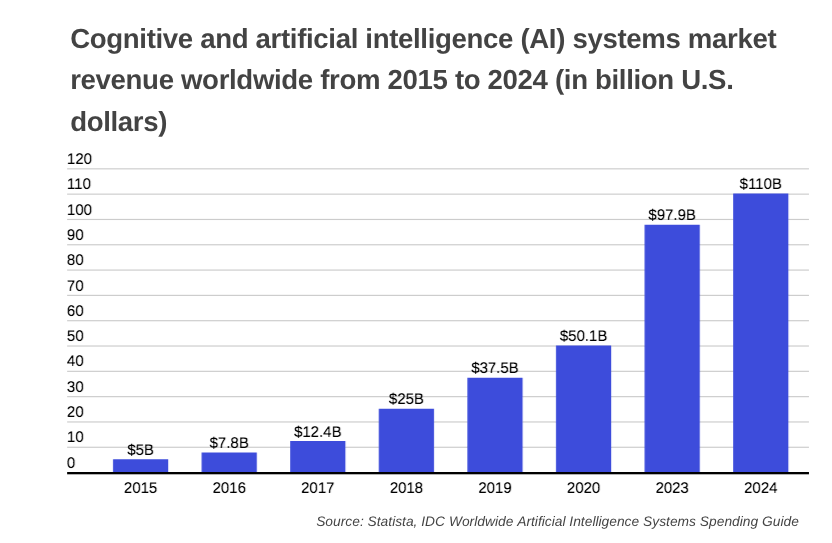 Cognitive and artificial intelligence (AI) systems market
revenue worldwide from 2015 to 2024 (in billion U.S.
dollars)
120
110
100
90
80
70
60
50
40
30
20
10
0
$5B
$7.8B
$12.4B
$25B
$37.5B
$50.1B
$97.9B
$110B
2015 2016 2017 2018 2019 2020 2023 2024
Source: Statista, IDC Worldwide Artificial Intelligence Systems Spending Guide